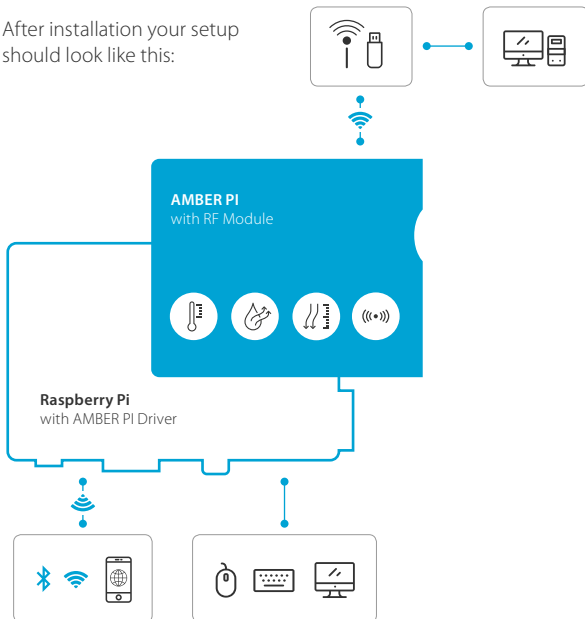 After installation your setup
should look like this:
AMBER PI
with RF Module
Raspberry Pi
with AMBER PI Driver